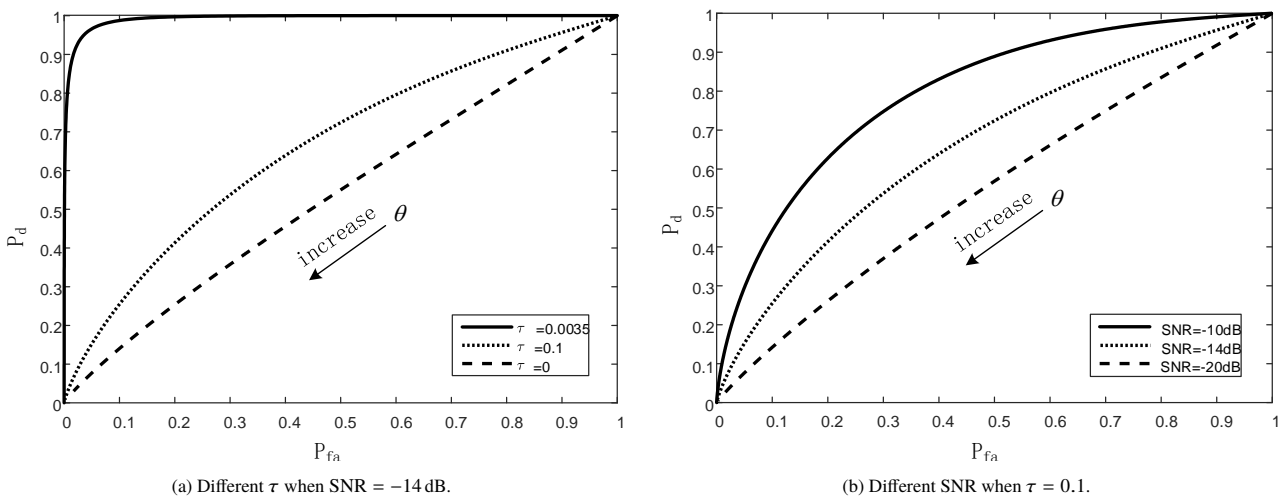 1
0.9
0.8
0.7
0.6
0.5
0.4
0.3
0.2
0.1
0
P_d
0 0.1 0.2 0.3 0.4 0.5 0.6 0.7 0.8 0.9 1
P_fa
increase θ
τ =0.0035
τ =0.1
τ =0
(a) Different τ when SNR = −14 dB.
1
0.9
0.8
0.7
0.6
0.5
0.4
0.3
0.2
0.1
0
P_d
0 0.1 0.2 0.3 0.4 0.5 0.6 0.7 0.8 0.9 1
P_fa
increase θ
SNR=-10dB
SNR=-14dB
SNR=-20dB
(b) Different SNR when τ = 0.1.